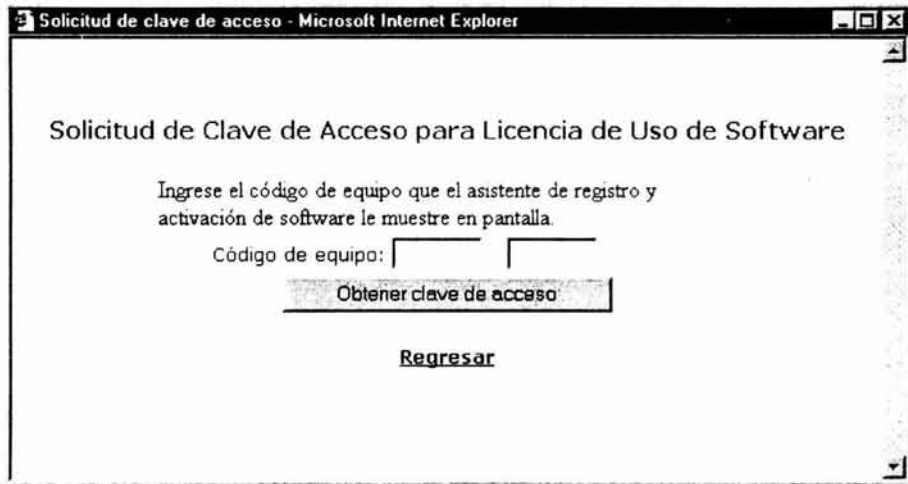 Solicitud de clave de acceso - Microsoft Internet Explorer
Solicitud de Clave de Acceso para Licencia de Uso de Software
Ingrese el código de equipo que el asistente de registro y
activación de software le muestre en pantalla.
Código de equipo:
Obtener clave de acceso
Regresar